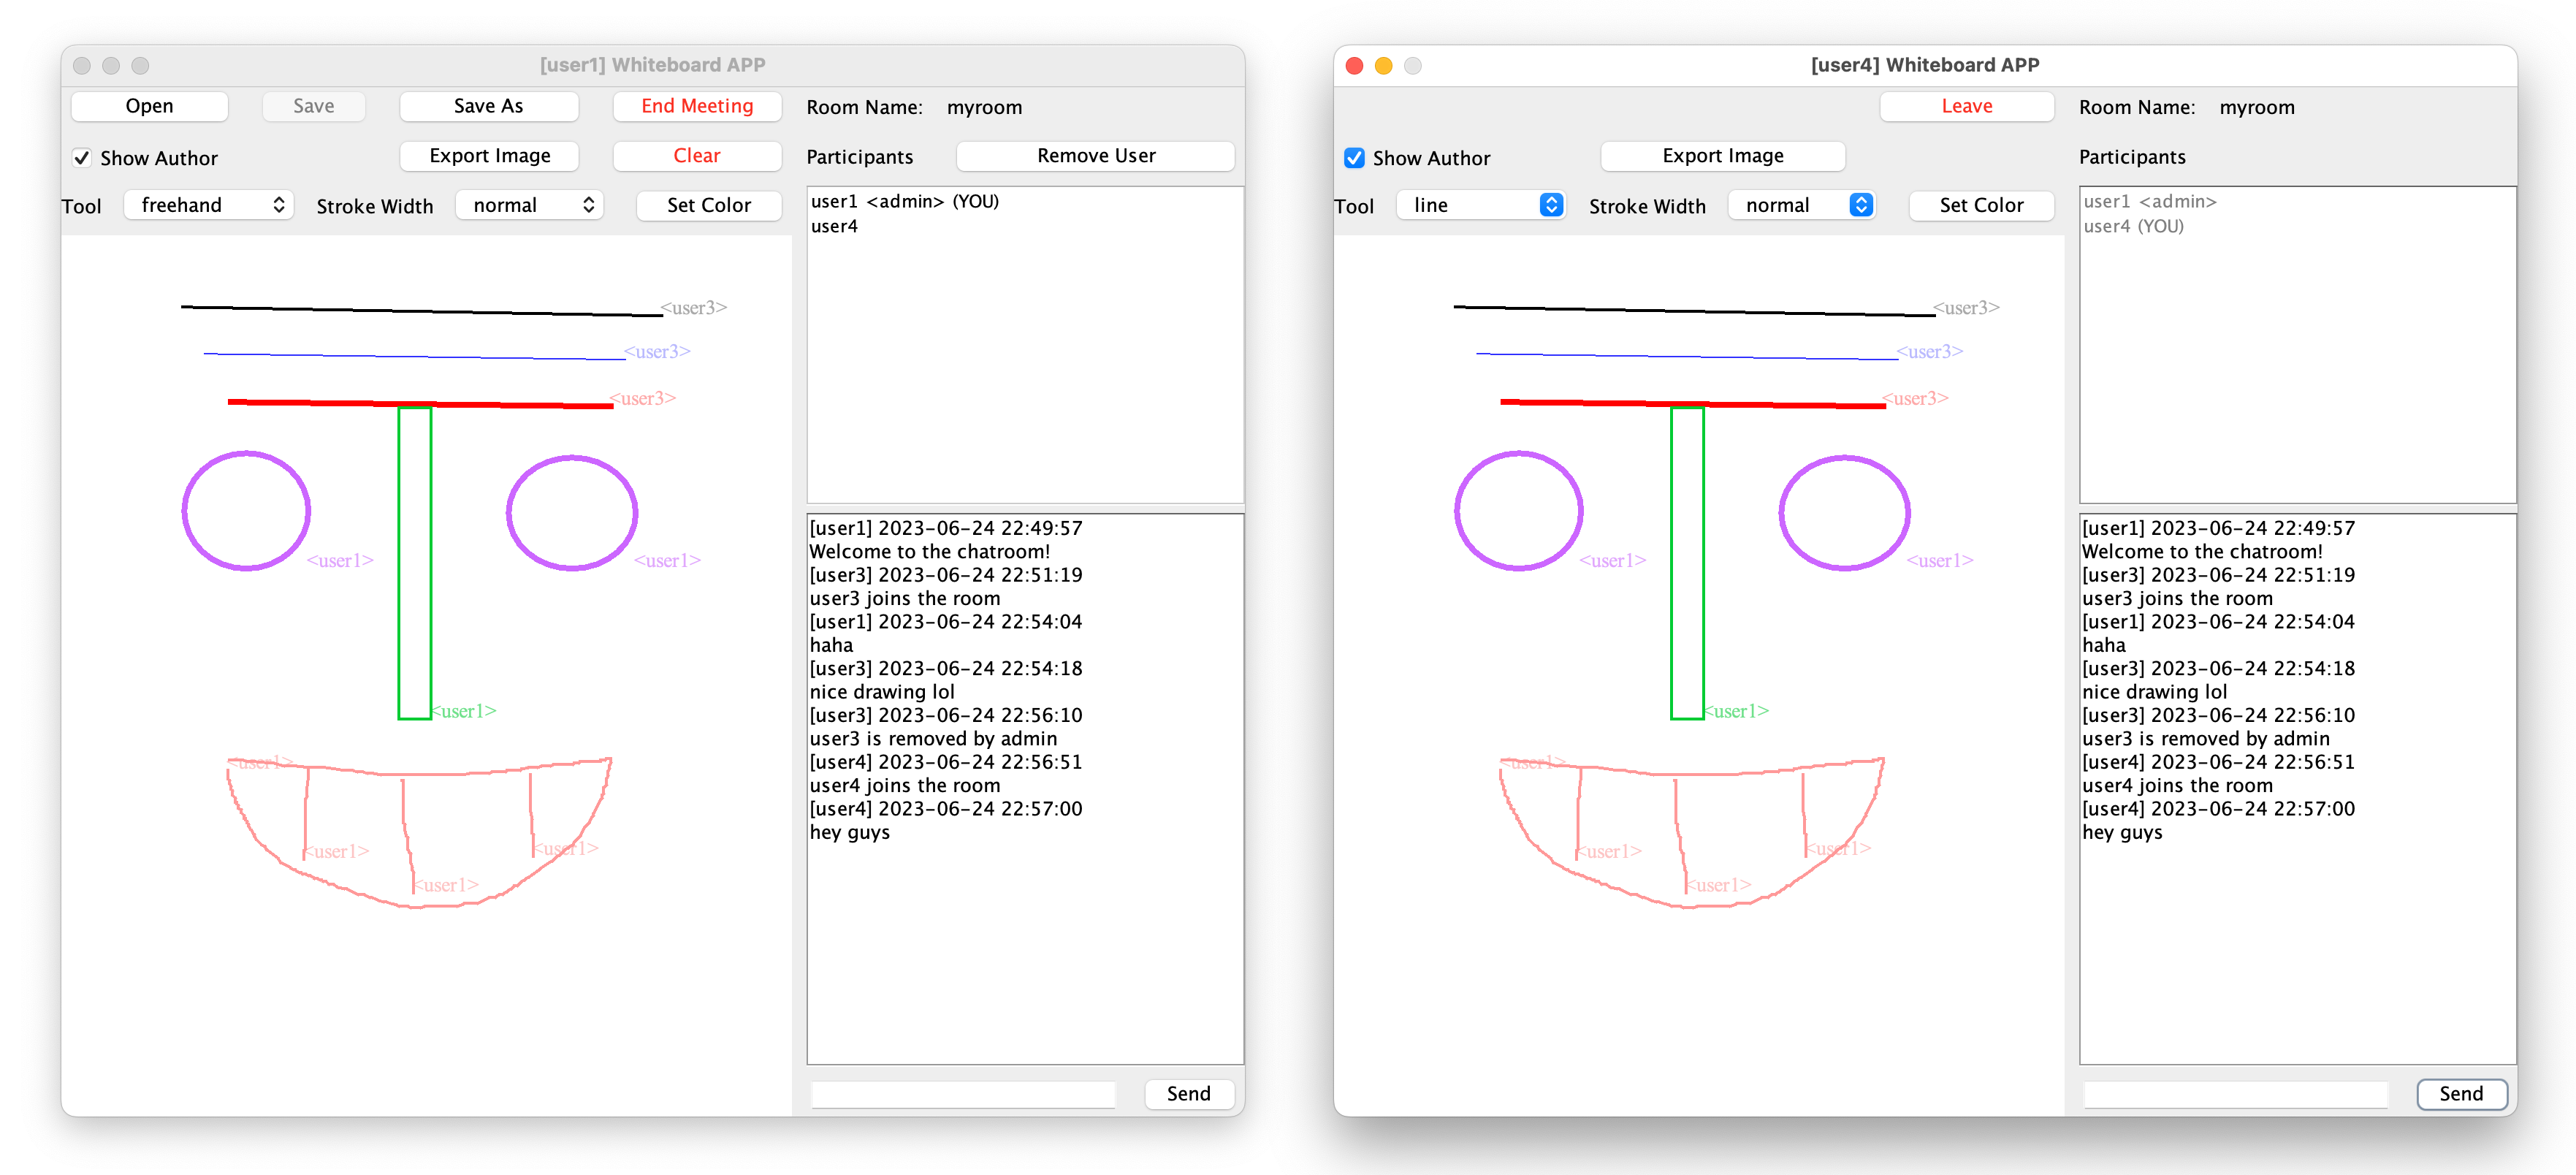 [user1] Whiteboard APP
Open Save Save As End Meeting Room Name: myroom
Show Author Export Image Clear Participants Remove User
Tool freehand Stroke Width normal Set Color
user1 <admin> (YOU)
user4
<user3>
<user3>
<user3>
<user1> <user1>
<user1>
<user1>
<user1> <user1>
<user1>
[user1] 2023-06-24 22:49:57
Welcome to the chatroom!
[user3] 2023-06-24 22:51:19
user3 joins the room
[user1] 2023-06-24 22:54:04
haha
[user3] 2023-06-24 22:54:18
nice drawing lol
[user3] 2023-06-24 22:56:10
user3 is removed by admin
[user4] 2023-06-24 22:56:51
user4 joins the room
[user4] 2023-06-24 22:57:00
hey guys
Send
[user4] Whiteboard APP
Leave Room Name: myroom
Show Author Export Image Participants
Tool line Stroke Width normal Set Color
user1 <admin>
user4 (YOU)
<user3>
<user3>
<user3>
<user1> <user1>
<user1>
<user1>
<user1> <user1>
<user1>
[user1] 2023-06-24 22:49:57
Welcome to the chatroom!
[user3] 2023-06-24 22:51:19
user3 joins the room
[user1] 2023-06-24 22:54:04
haha
[user3] 2023-06-24 22:54:18
nice drawing lol
[user3] 2023-06-24 22:56:10
user3 is removed by admin
[user4] 2023-06-24 22:56:51
user4 joins the room
[user4] 2023-06-24 22:57:00
hey guys
Send